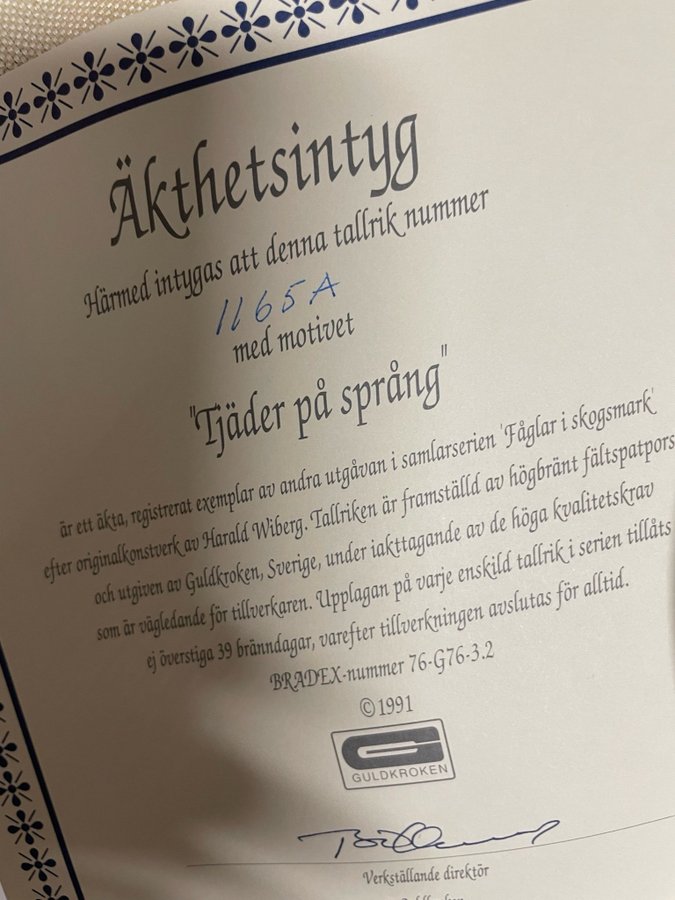 Äkthetsintyg
Härmed intygas att denna tallrik nummer
1165A
med motivet
"Tjäder på språng"
är ett äkta, registrerat exemplar av andra utgåvan i samlarserien 'Fåglar i skogsmark'
efter originalkonstverk av Harald Wiberg. Tallriken är framställd av högbränt fältspatpors
och utgiven av Guldkroken, Sverige, under iakttagande av de höga kvalitetskrav
som är vägledande för tillverkaren. Upplagan på varje enskild tallrik i serien tillåts
ej överstiga 39 bränndagar, varefter tillverkningen avslutas för alltid.
BRADEX-nummer 76-G76-3.2
©1991
GULDKROKEN
Verkställande direktör